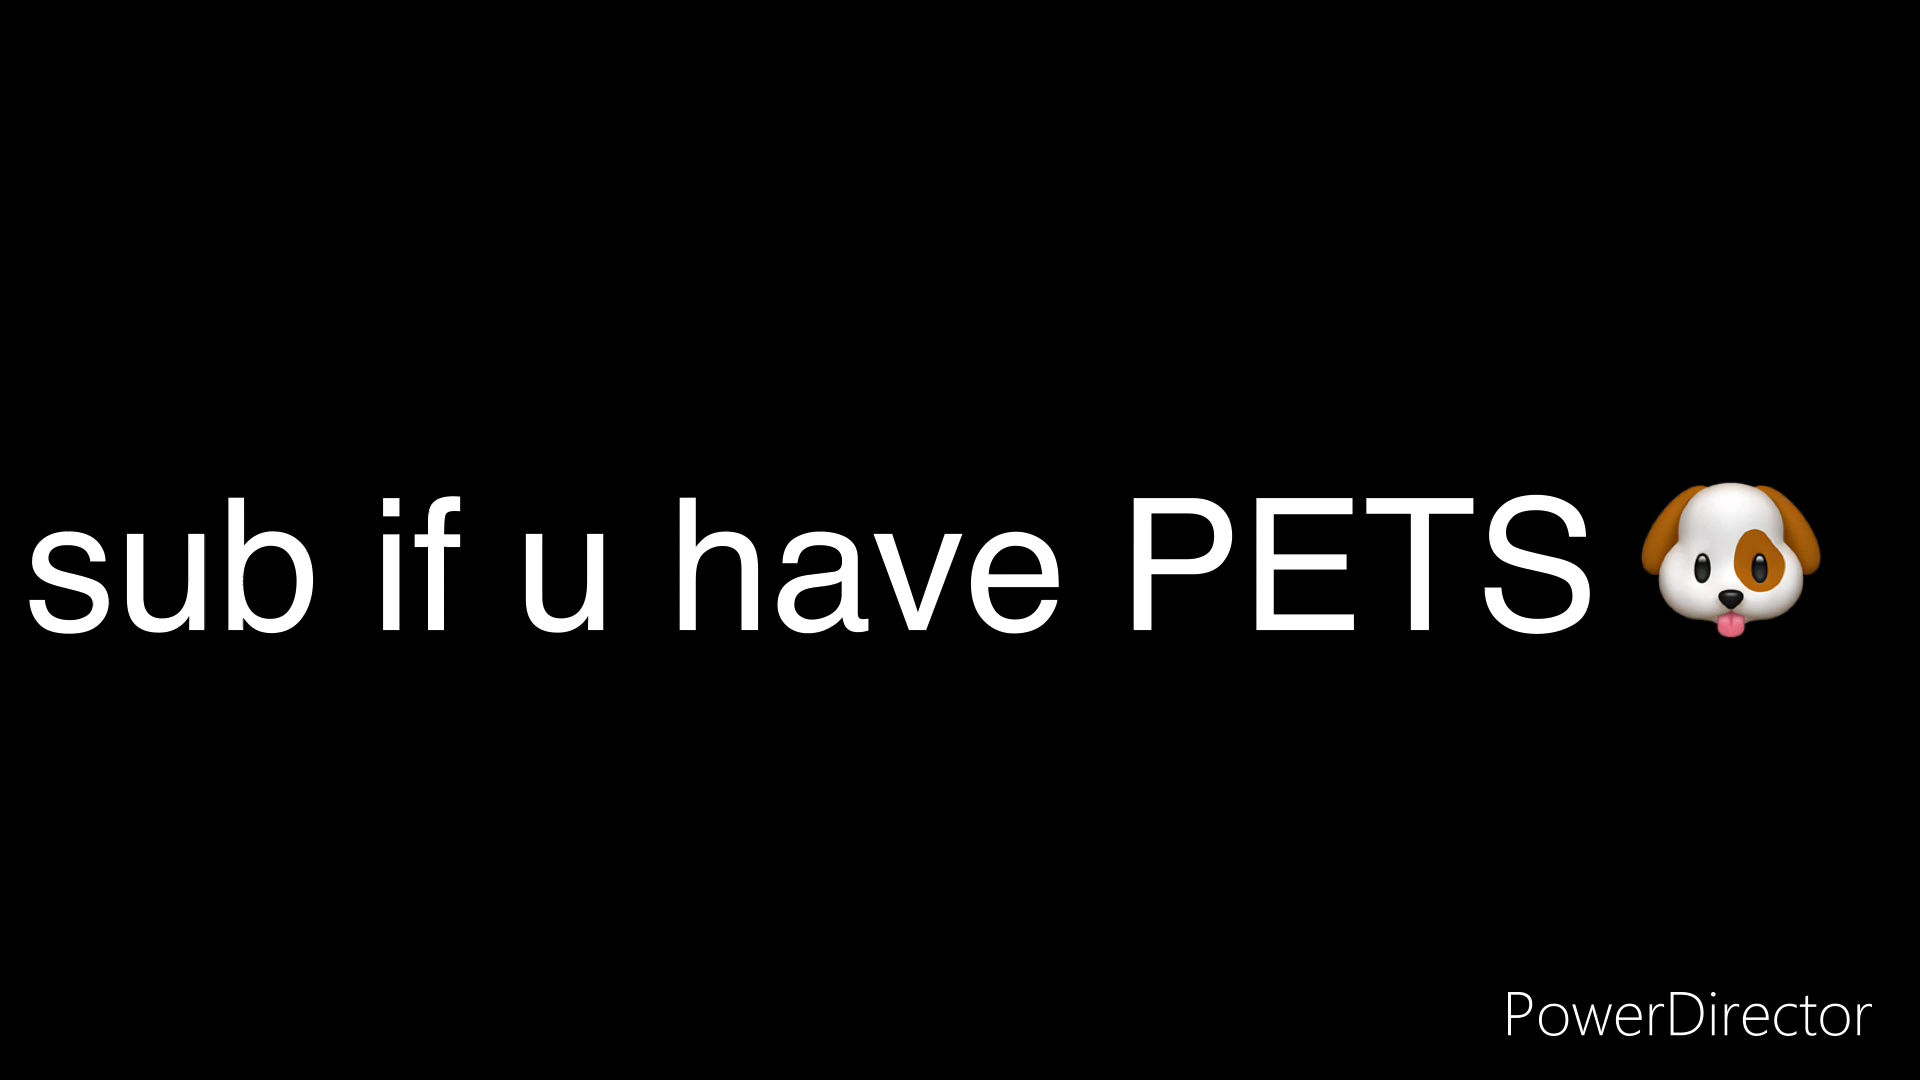 sub if u have PETS 🐶
PowerDirector